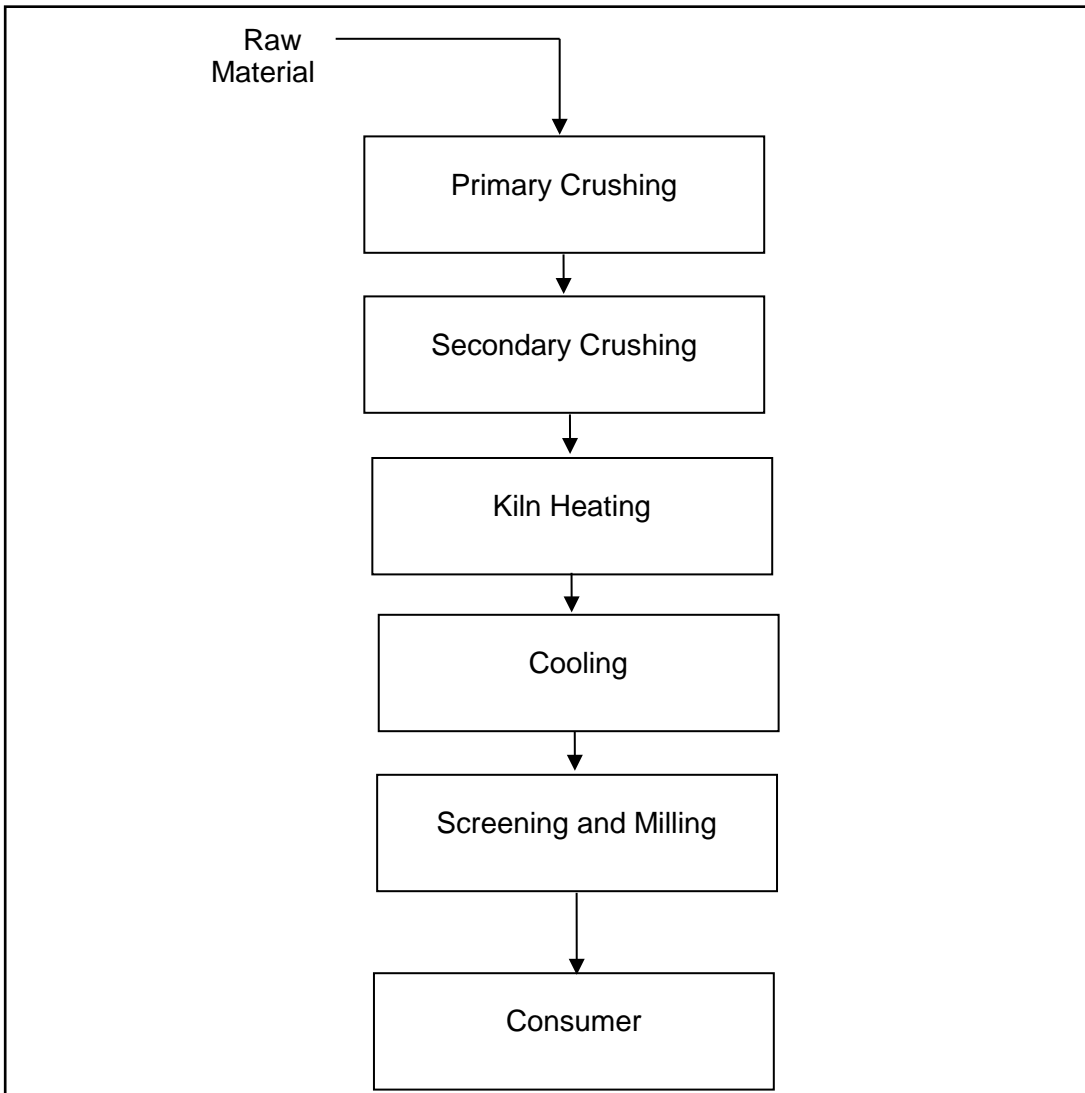 Raw
Material
Primary Crushing
Secondary Crushing
Kiln Heating
Cooling
Screening and Milling
Consumer